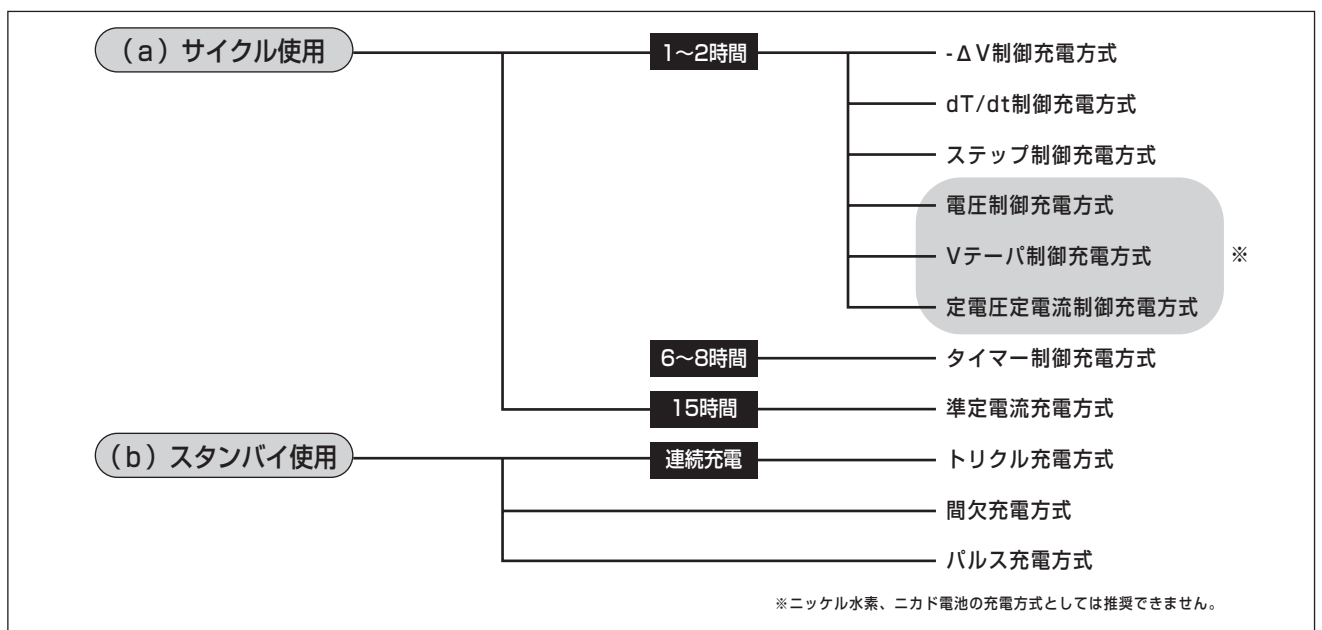 (a) サイクル使用 1〜2時間 -ΔV制御充電方式
dT/dt制御充電方式
ステップ制御充電方式
電圧制御充電方式
Vテーパ制御充電方式 ※
定電圧定電流制御充電方式
6〜8時間 タイマー制御充電方式
15時間 準定電流充電方式
(b) スタンバイ使用 連続充電 トリクル充電方式
間欠充電方式
パルス充電方式
※ニッケル水素、ニカド電池の充電方式としては推奨できません。